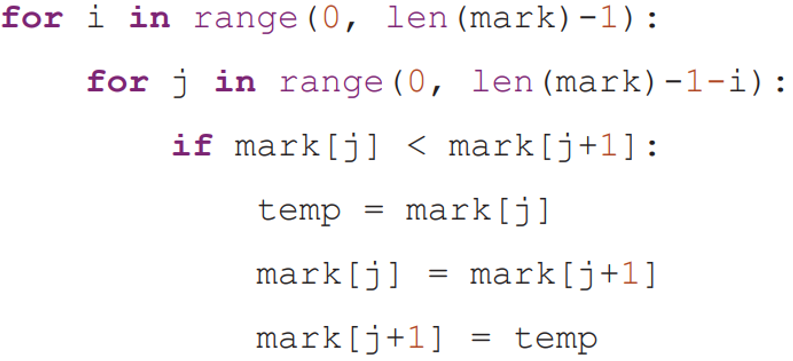 for i in range(0, len(mark)-1):
    for j in range(0, len(mark)-1-i):
        if mark[j] < mark[j+1]:
            temp = mark[j]
            mark[j] = mark[j+1]
            mark[j+1] = temp